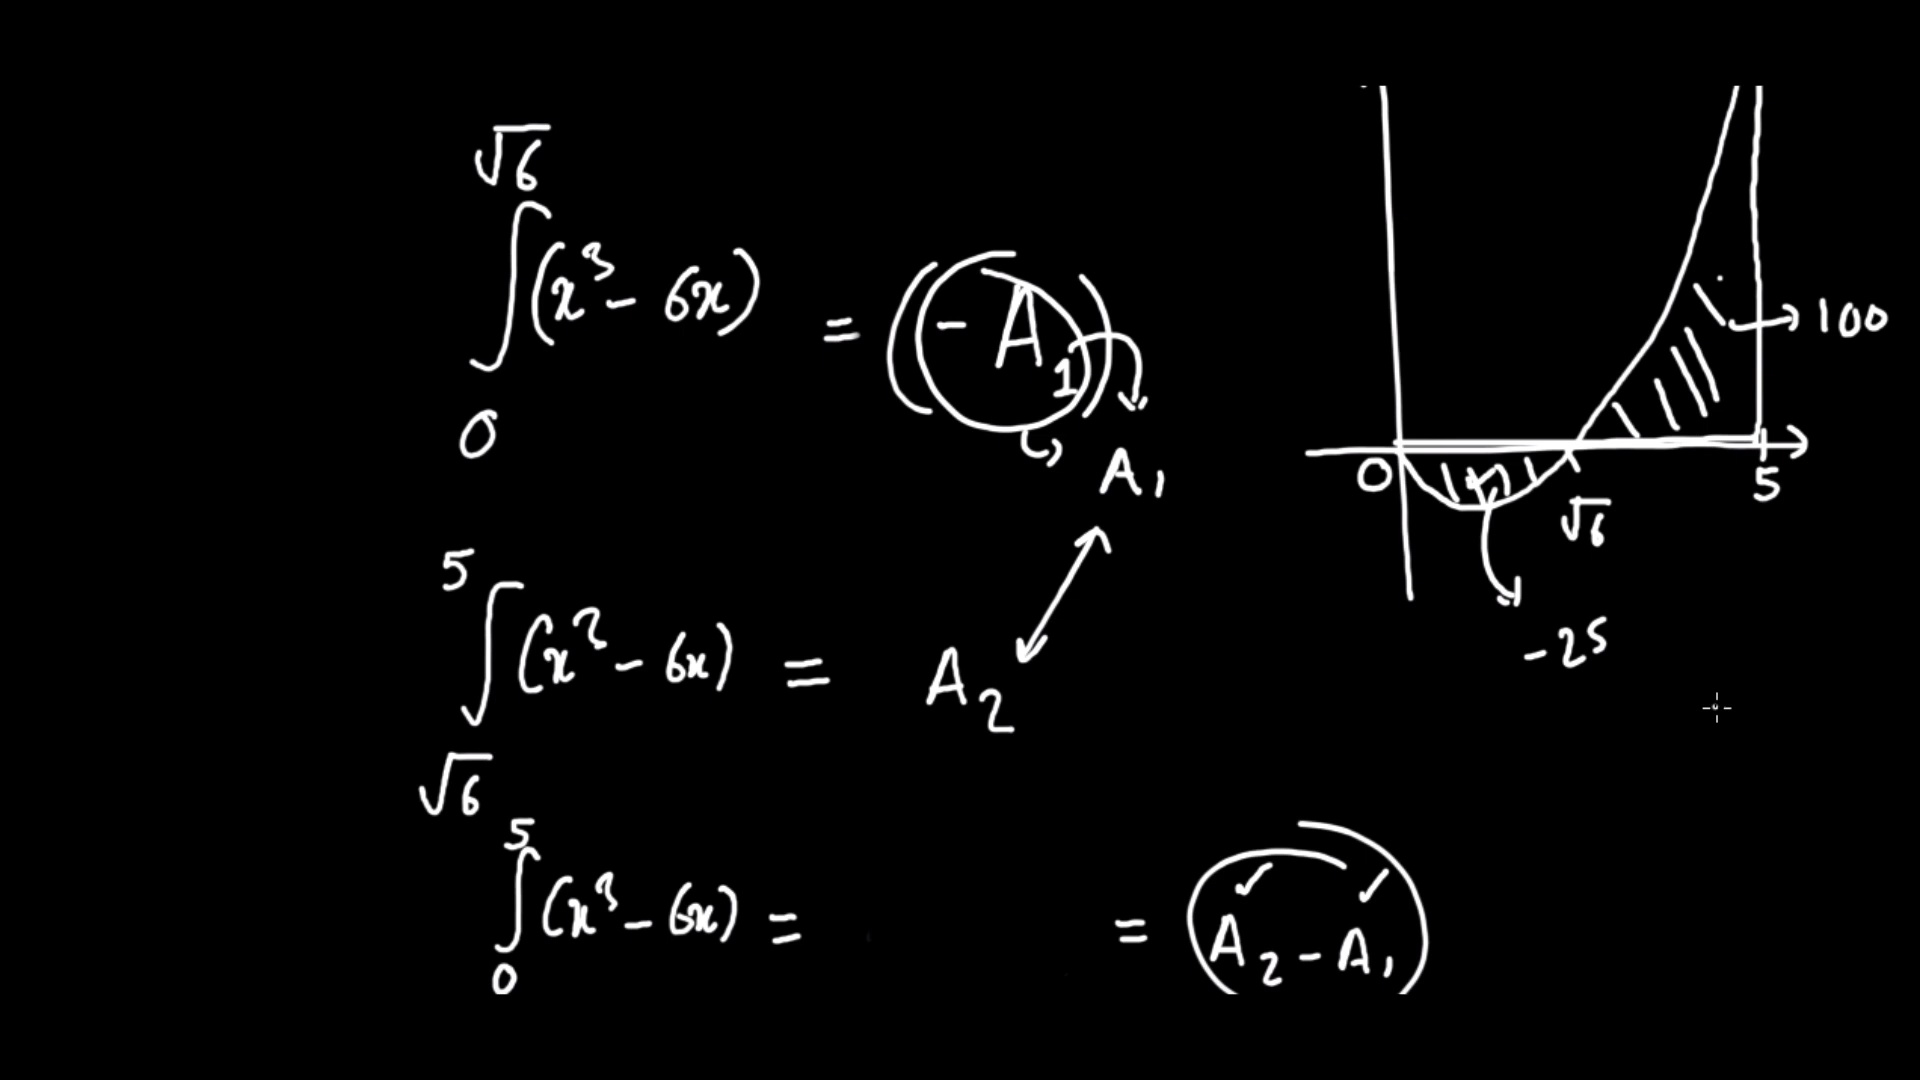 √6
∫(x³ - 6x) = (-A₁)
0
A₁
5
∫(x³ - 6x) = A₂
√6
5
∫(x³ - 6x) = = A₂ - A₁
0
100
0 √6 5
-25